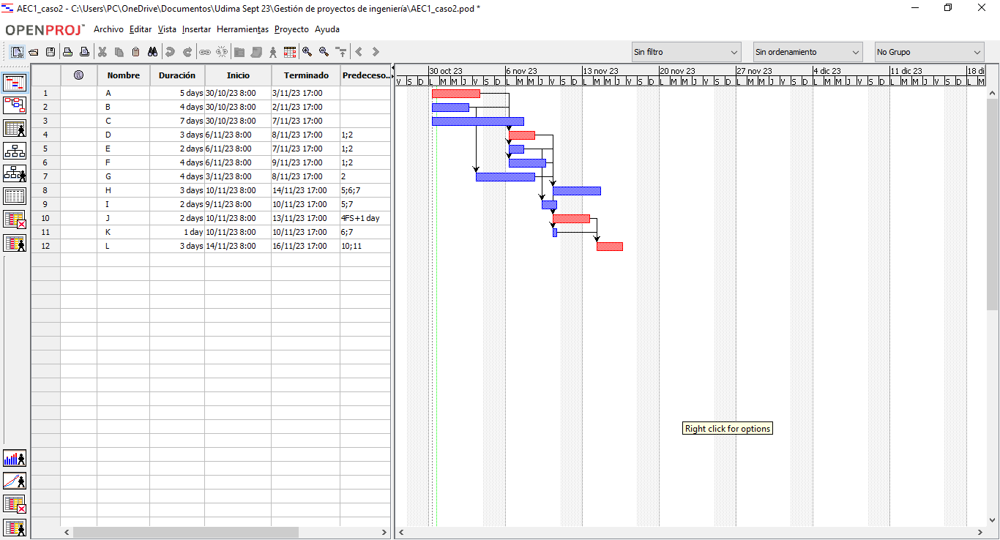 AEC1_caso2 - C:\Users\PC\OneDrive\Documentos\Udima Sept 23\Gestión de proyectos de ingeniería\AEC1_caso2.pod *
OPENPROJ™ Archivo Editar Vista Insertar Herramientas Proyecto Ayuda
Sin filtro Sin ordenamiento No Grupo
Nombre Duración Inicio Terminado Predeceso...
30 oct 23 6 nov 23 13 nov 23 20 nov 23 27 nov 23 4 dic 23 11 dic 23 18 di
V S D L M M J V S D L M M J V S D L M M J V S D L M M J V S D L M M J V S D L M M J V S D L M M J V S D L M
1 A 5 days 30/10/23 8:00 3/11/23 17:00
2 B 4 days 30/10/23 8:00 2/11/23 17:00
3 C 7 days 30/10/23 8:00 7/11/23 17:00
4 D 3 days 6/11/23 8:00 8/11/23 17:00 1;2
5 E 2 days 6/11/23 8:00 7/11/23 17:00 1;2
6 F 4 days 6/11/23 8:00 9/11/23 17:00 1;2
7 G 4 days 3/11/23 8:00 8/11/23 17:00 2
8 H 3 days 10/11/23 8:00 14/11/23 17:00 5;6;7
9 I 2 days 9/11/23 8:00 10/11/23 17:00 5;7
10 J 2 days 10/11/23 8:00 13/11/23 17:00 4FS+1 day
11 K 1 day 10/11/23 8:00 10/11/23 17:00 6;7
12 L 3 days 14/11/23 8:00 16/11/23 17:00 10;11
Right click for options